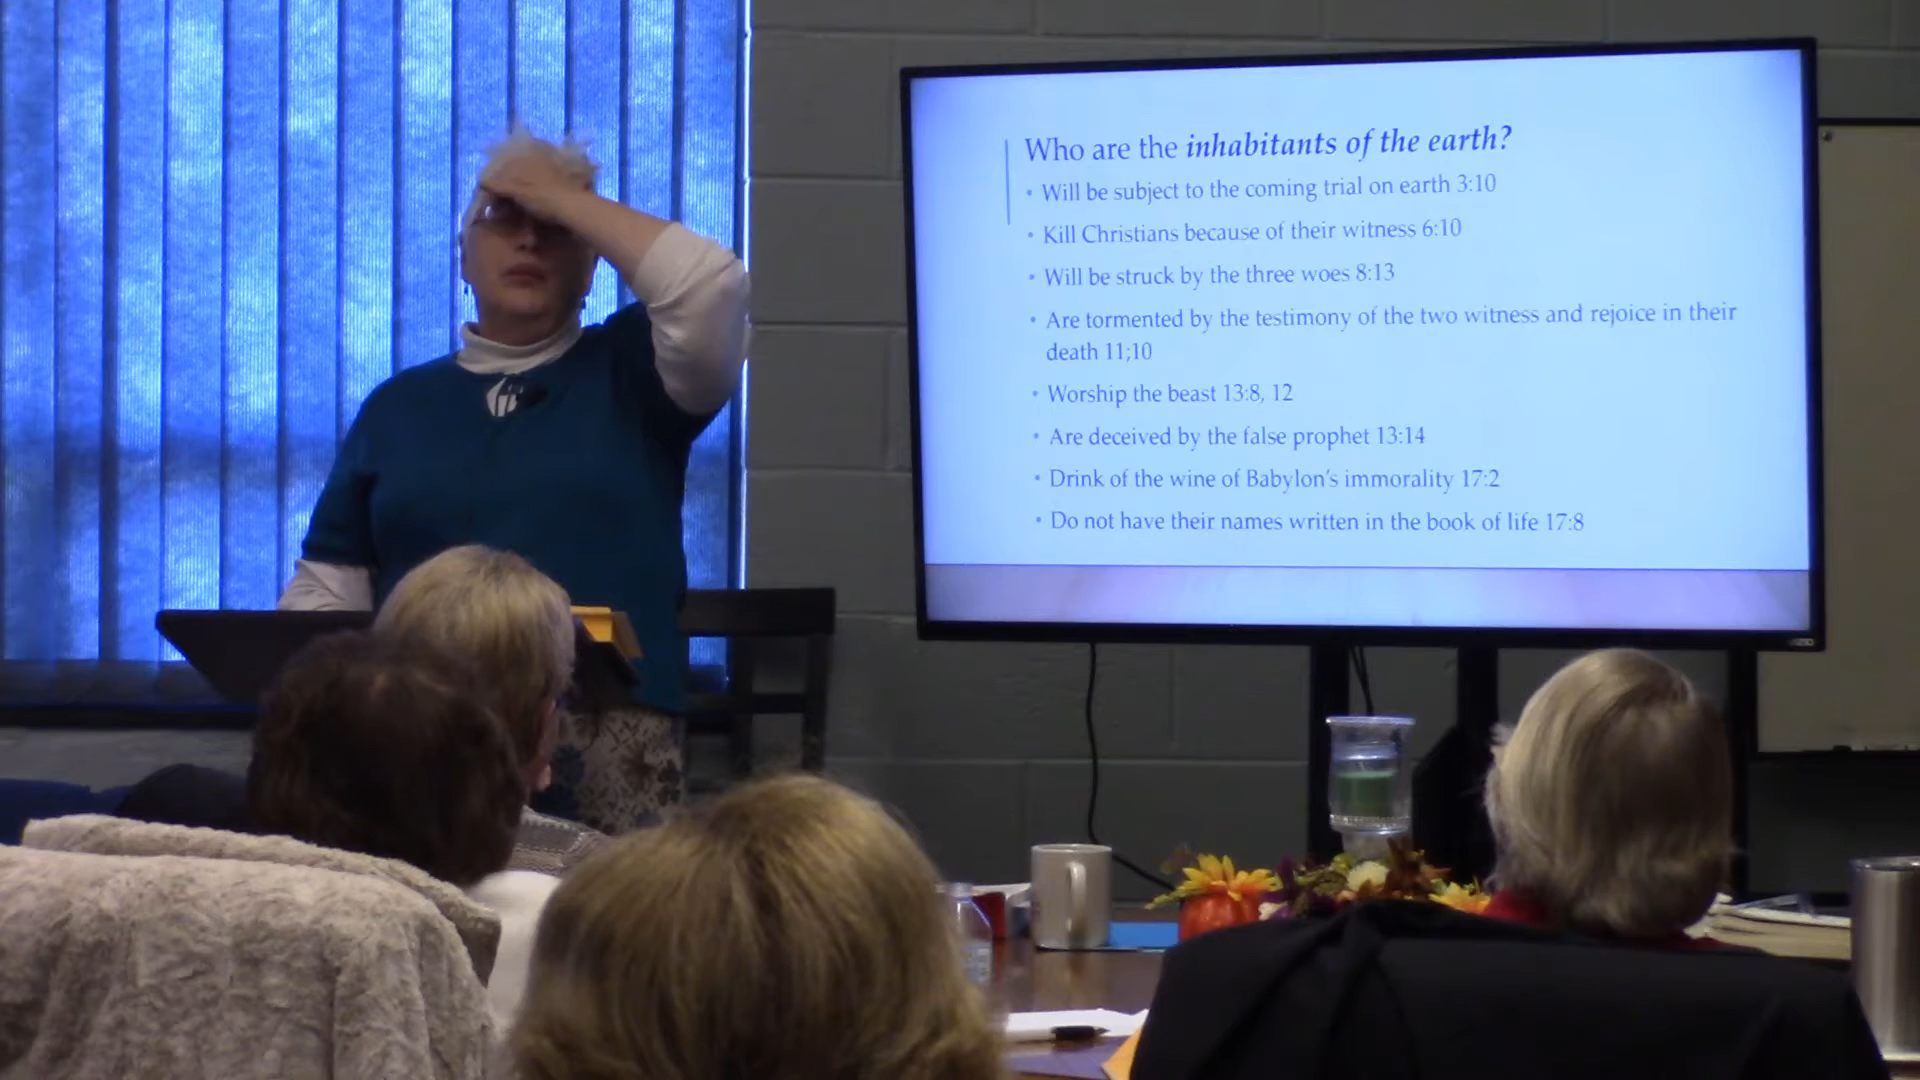 Who are the inhabitants of the earth?
• Will be subject to the coming trial on earth 3:10
• Kill Christians because of their witness 6:10
• Will be struck by the three woes 8:13
• Are tormented by the testimony of the two witness and rejoice in their
death 11;10
• Worship the beast 13:8, 12
• Are deceived by the false prophet 13:14
• Drink of the wine of Babylon's immorality 17:2
• Do not have their names written in the book of life 17:8
VIZIO